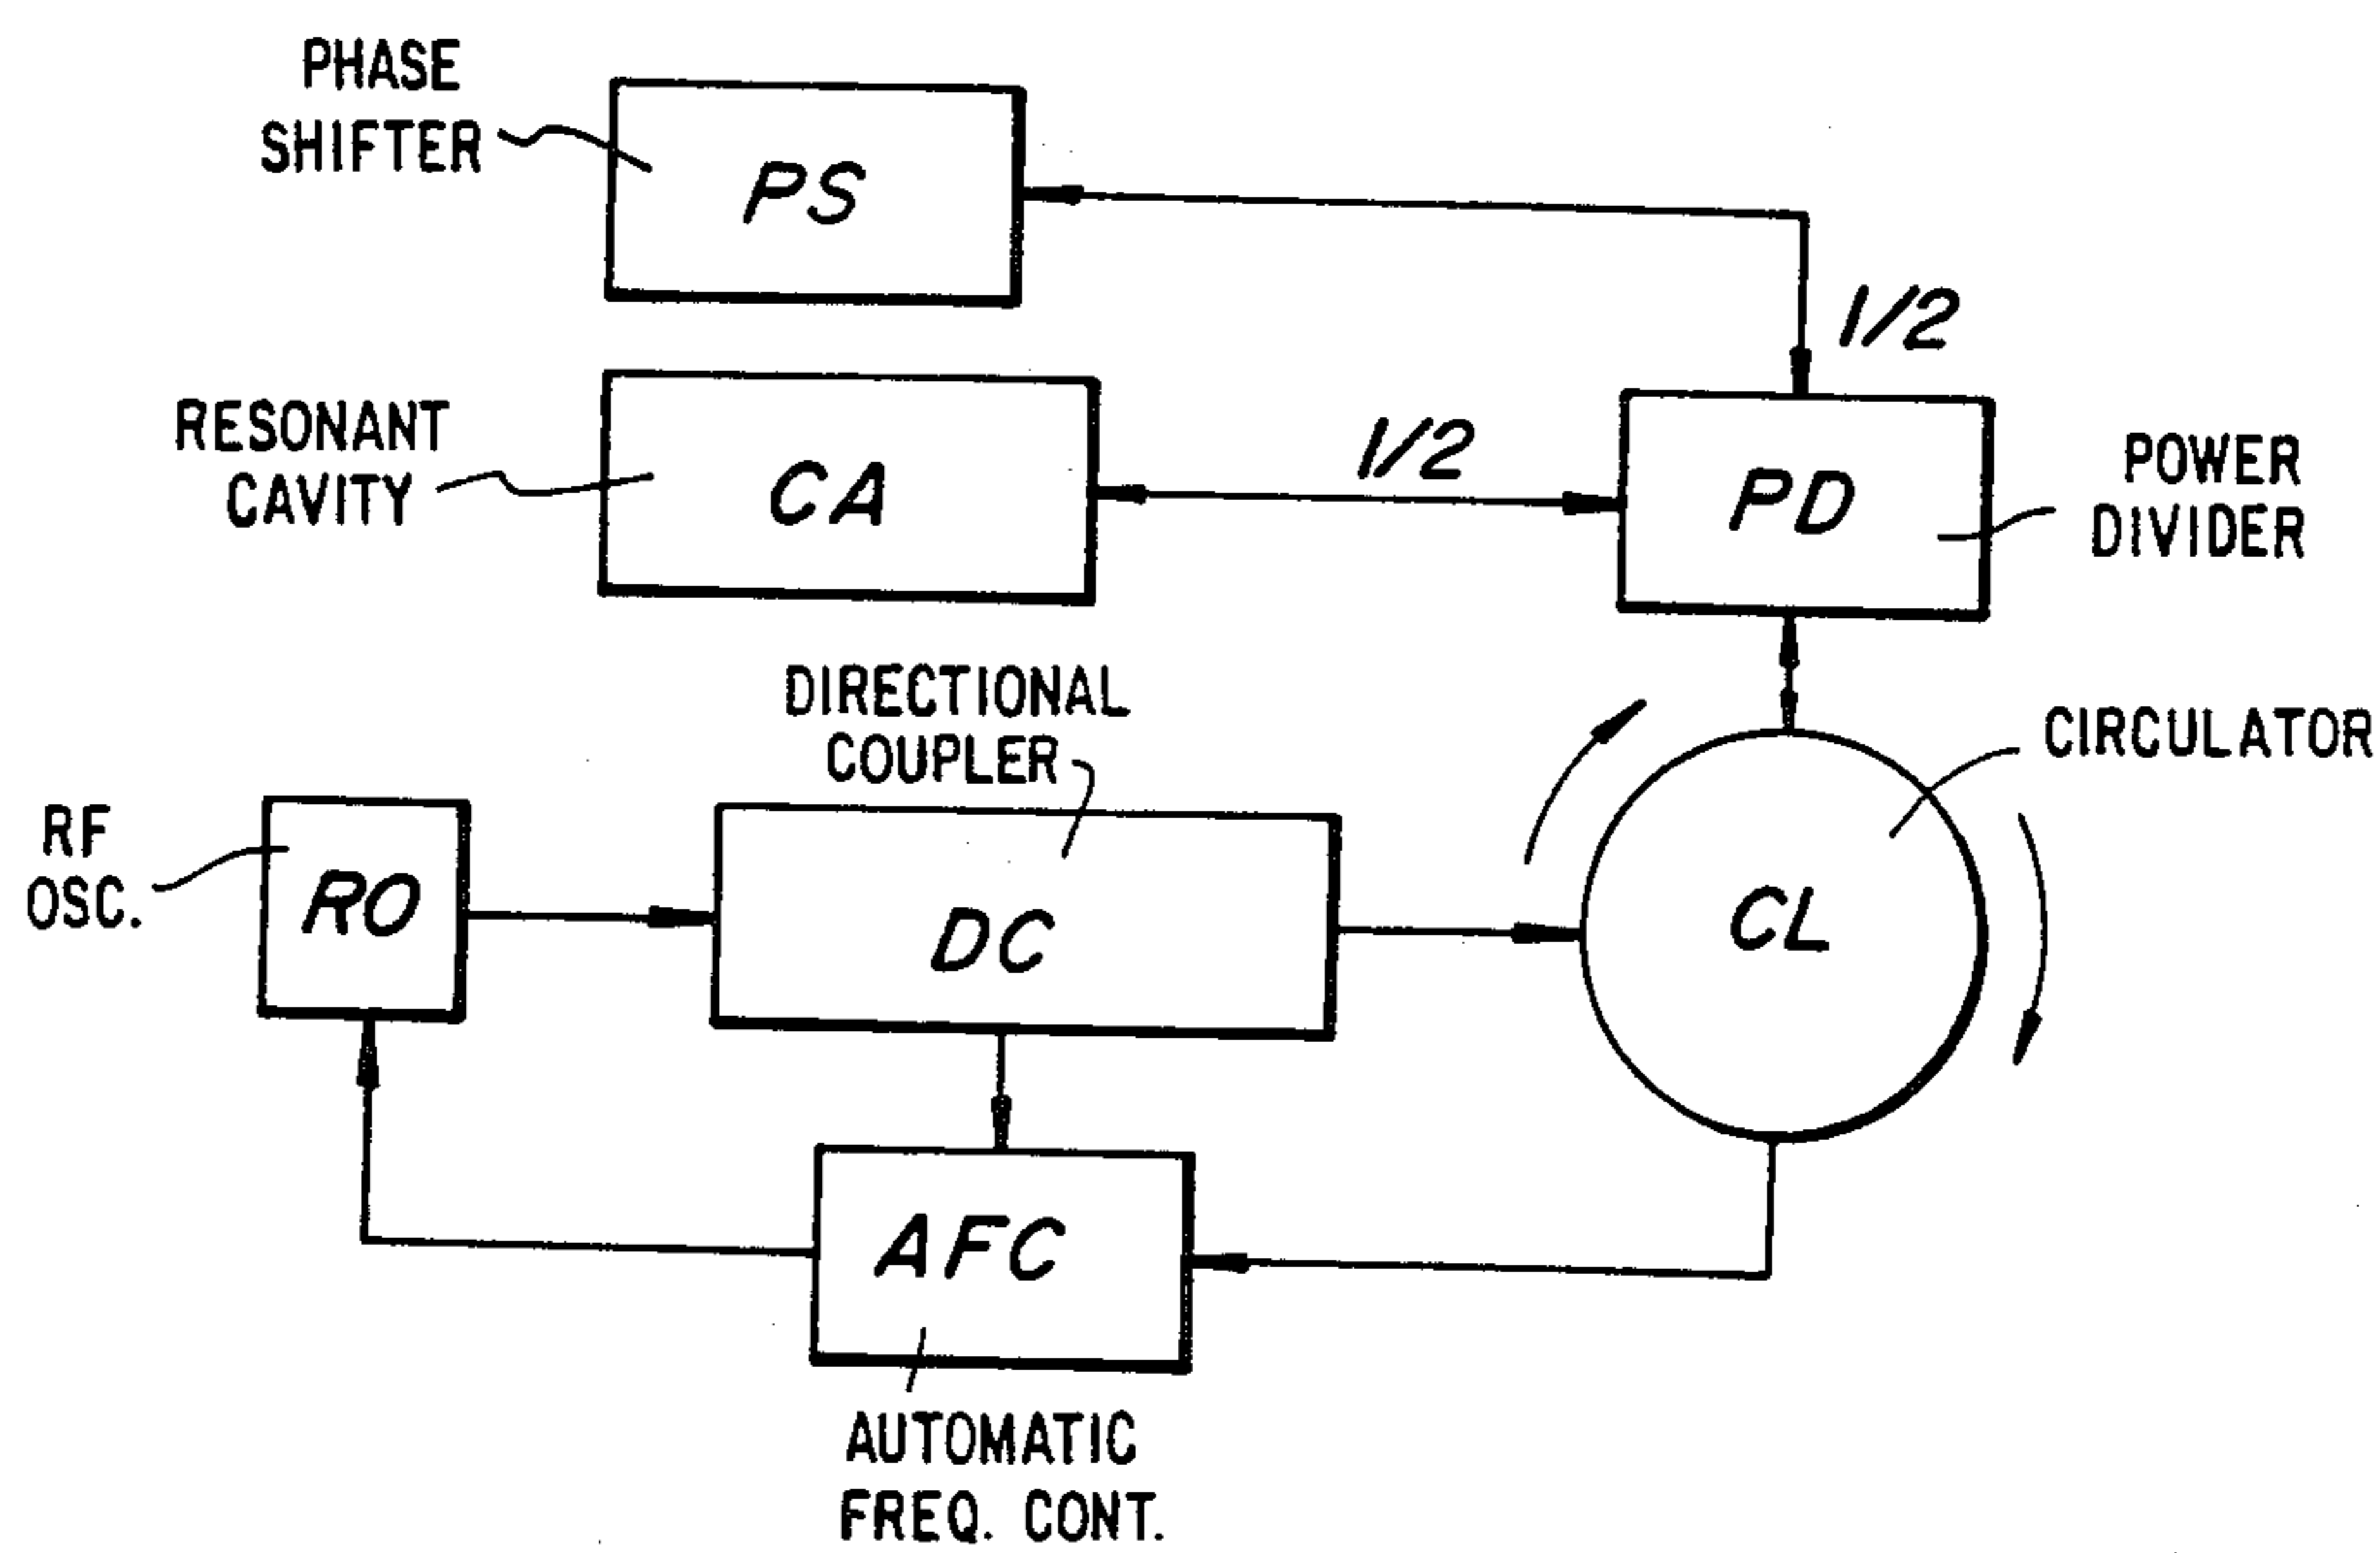 PHASE
SHIFTER
PS
1/2
RESONANT
CAVITY
CA
1/2
PD
POWER
DIVIDER
DIRECTIONAL
COUPLER
CIRCULATOR
RF
OSC.
RO
DC
CL
AFC
AUTOMATIC
FREQ. CONT.